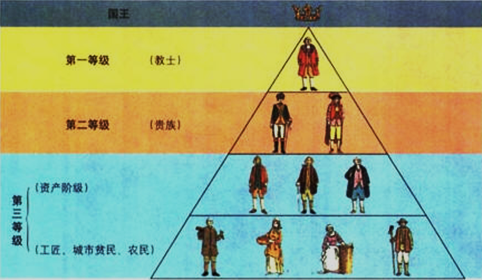 国王
第一等级 (教士)
第二等级 (贵族)
第三等级
(资产阶级)
(工匠、城市贫民、农民)